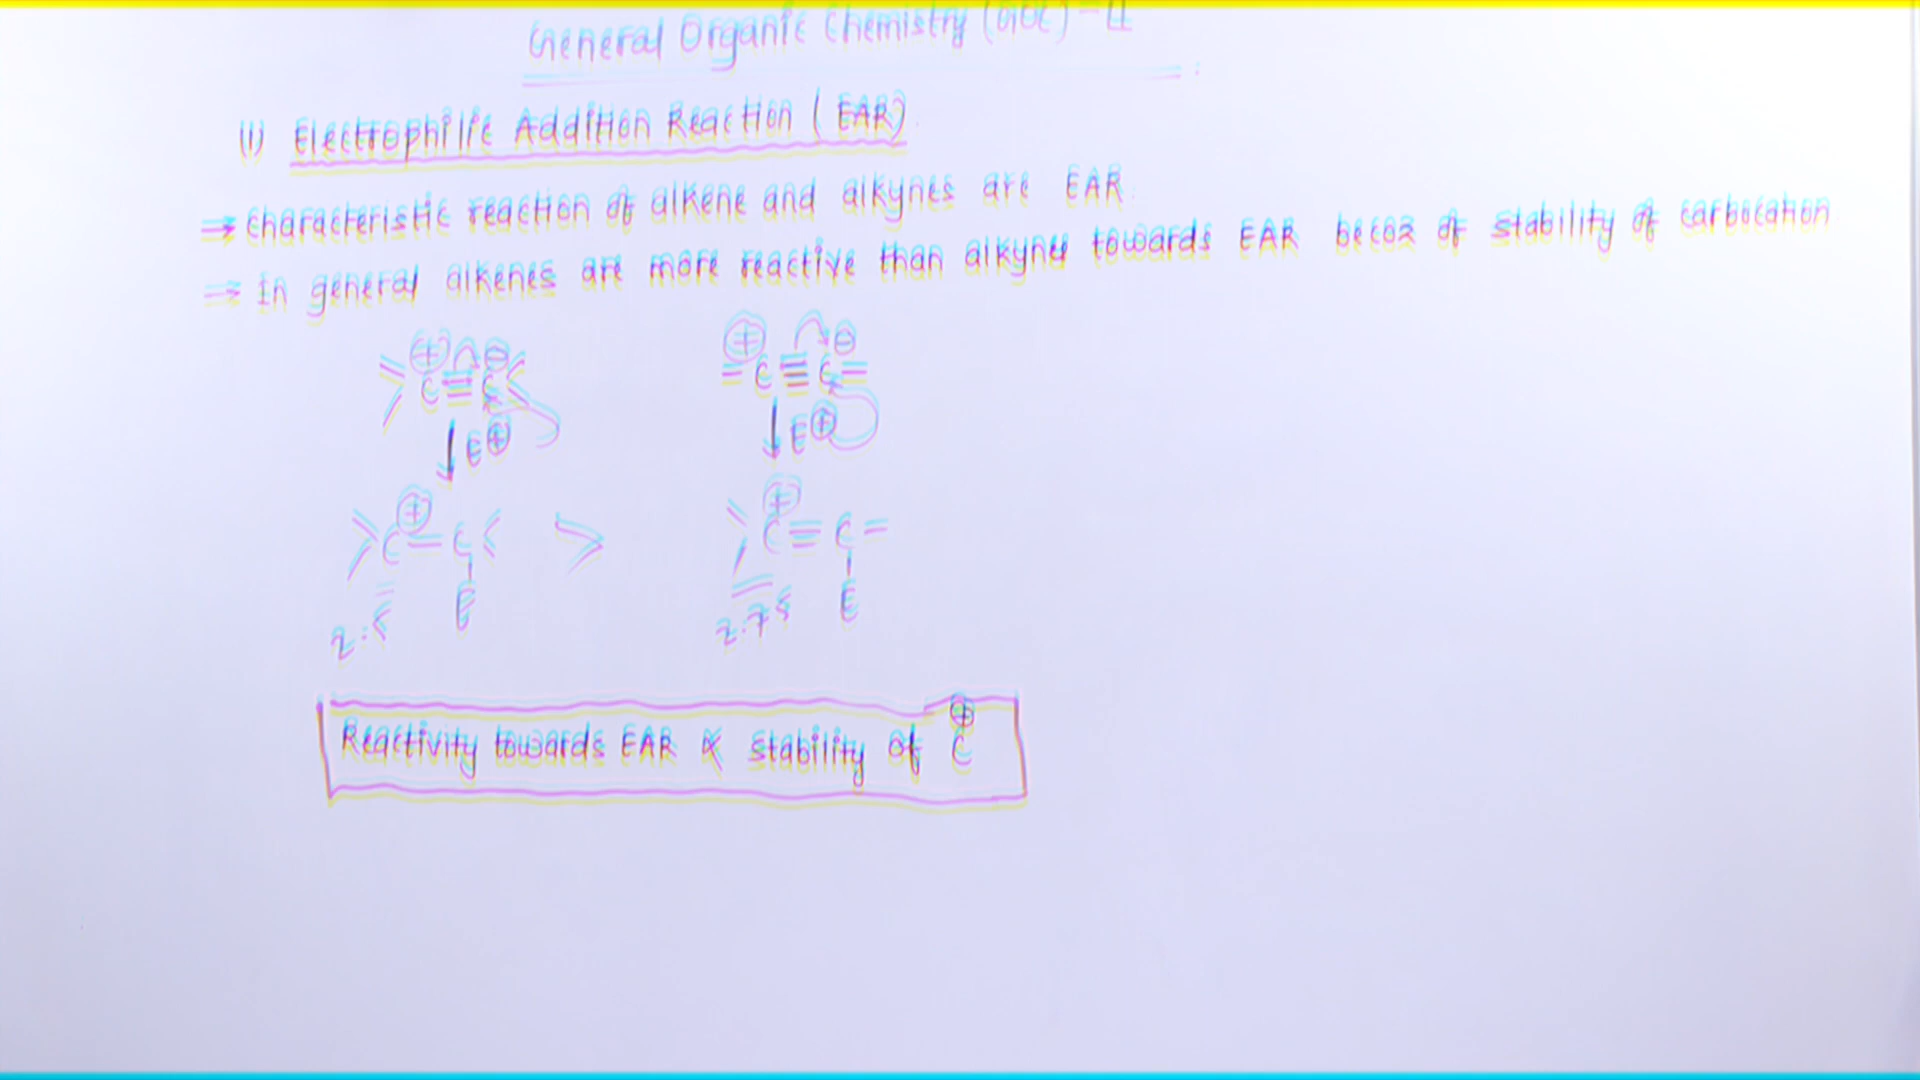 General Organic Chemistry (GOC) - 4
(1) Electrophilic Addition Reaction (EAR)
⇒ Characteristic reaction of alkene and alkynes are EAR.
⇒ In general alkenes are more reactive than alkynes towards EAR becoz of stability of carbocation
⊕ ⊖ ⊕ ⊖
>C=C< -C≡C-
↓ E⊕ ↓ E⊕
⊕ ⊕
>C-C< > >C=C-
E E
2.5 2.75
Reactivity towards EAR ∝ stability of C⊕